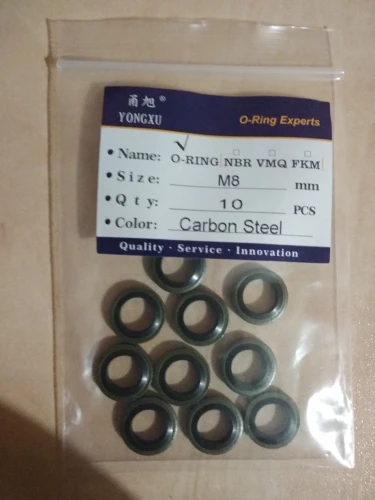 甬旭®
YONGXU
O-Ring Experts
• Name: O-RING NBR VMQ FKM
• Size: M8 mm
• Qty: 10 PCS
• Color: Carbon Steel
Quality · Service · Innovation